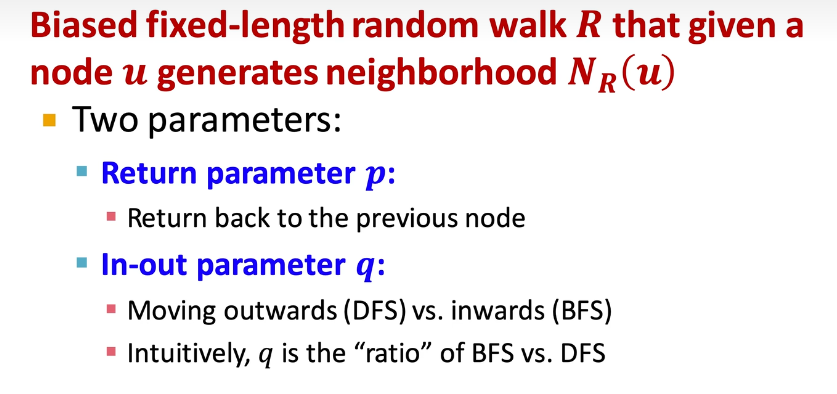 Biased fixed-length random walk R that given a
node u generates neighborhood N_R(u)
▪ Two parameters:
▪ Return parameter p:
▪ Return back to the previous node
▪ In-out parameter q:
▪ Moving outwards (DFS) vs. inwards (BFS)
▪ Intuitively, q is the “ratio” of BFS vs. DFS